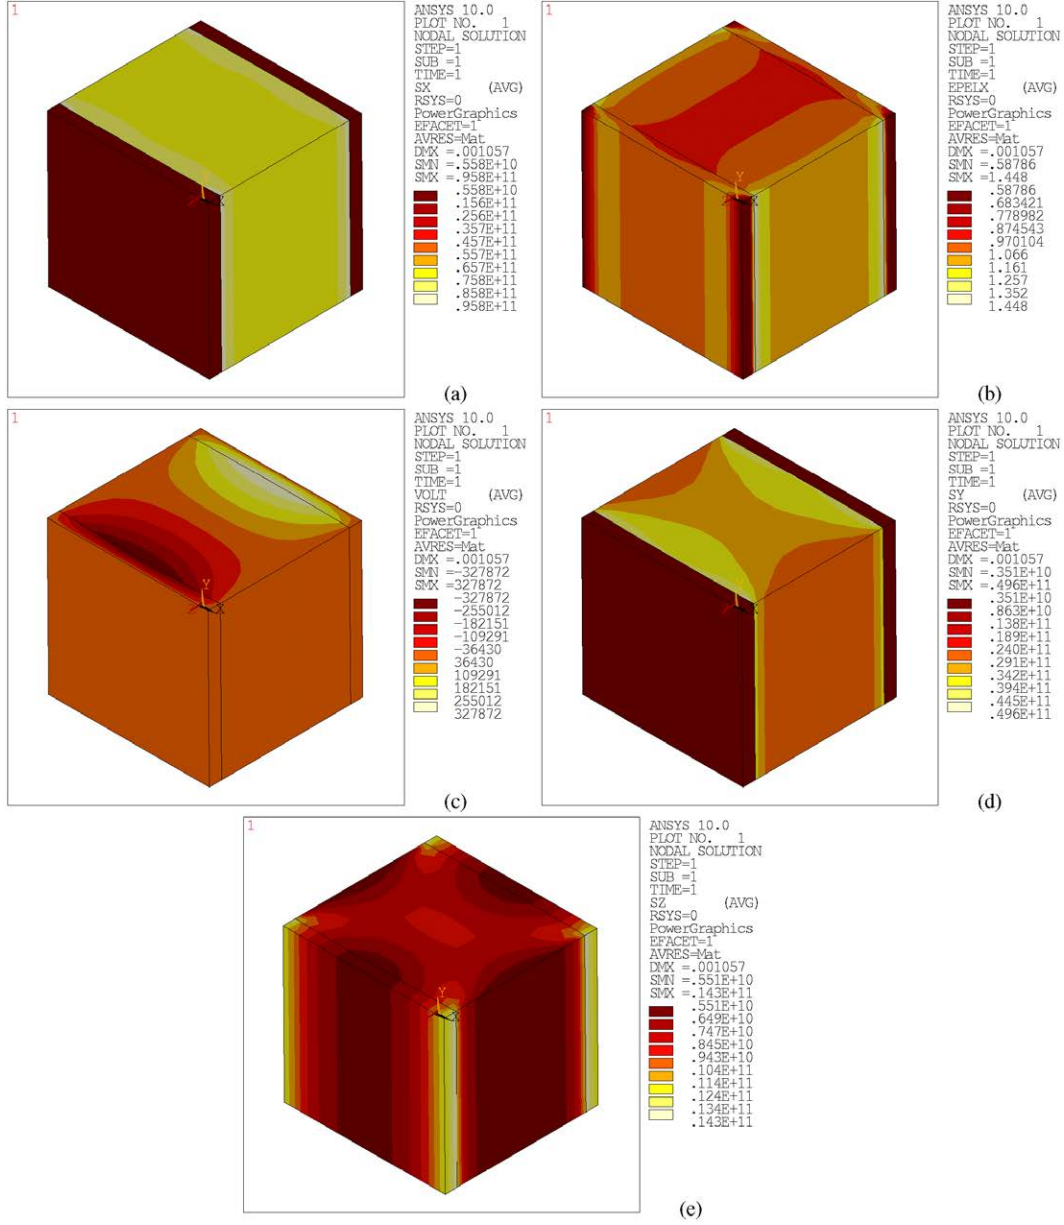 1
ANSYS 10.0
PLOT NO. 1
NODAL SOLUTION
STEP=1
SUB =1
TIME=1
SX (AVG)
RSYS=0
PowerGraphics
EFACET=1
AVRES=Mat
DMX =.001057
SMN =.558E+10
SMX =.958E+11
.558E+10
.156E+11
.256E+11
.357E+11
.457E+11
.557E+11
.657E+11
.758E+11
.858E+11
.958E+11
X
(a)
1
ANSYS 10.0
PLOT NO. 1
NODAL SOLUTION
STEP=1
SUB =1
TIME=1
EPELX (AVG)
RSYS=0
PowerGraphics
EFACET=1
AVRES=Mat
DMX =.001057
SMN =.58786
SMX =1.448
.58786
.683421
.778982
.874543
.970104
1.066
1.161
1.257
1.352
1.448
Y
X
(b)
1
ANSYS 10.0
PLOT NO. 1
NODAL SOLUTION
STEP=1
SUB =1
TIME=1
VOLT (AVG)
RSYS=0
PowerGraphics
EFACET=1
AVRES=Mat
DMX =.001057
SMN =-327872
SMX =327872
-327872
-255012
-182151
-109291
-36430
36430
109291
182151
255012
327872
Y
X
(c)
1
ANSYS 10.0
PLOT NO. 1
NODAL SOLUTION
STEP=1
SUB =1
TIME=1
SY (AVG)
RSYS=0
PowerGraphics
EFACET=1
AVRES=Mat
DMX =.001057
SMN =.351E+10
SMX =.496E+11
.351E+10
.863E+10
.138E+11
.189E+11
.240E+11
.291E+11
.342E+11
.394E+11
.445E+11
.496E+11
Y
X
(d)
1
ANSYS 10.0
PLOT NO. 1
NODAL SOLUTION
STEP=1
SUB =1
TIME=1
SZ (AVG)
RSYS=0
PowerGraphics
EFACET=1
AVRES=Mat
DMX =.001057
SMN =.551E+10
SMX =.143E+11
.551E+10
.649E+10
.747E+10
.845E+10
.943E+10
.104E+11
.114E+11
.124E+11
.134E+11
.143E+11
Y
X
(e)